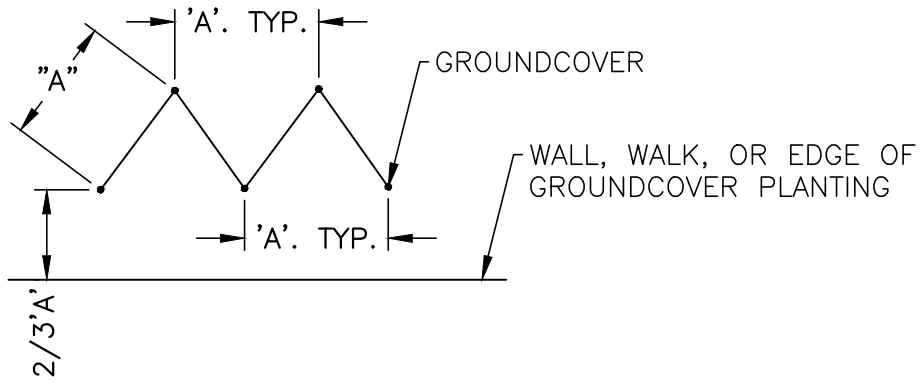 'A'. TYP.
"A"
GROUNDCOVER
WALL, WALK, OR EDGE OF
GROUNDCOVER PLANTING
'A'. TYP.
2/3'A'